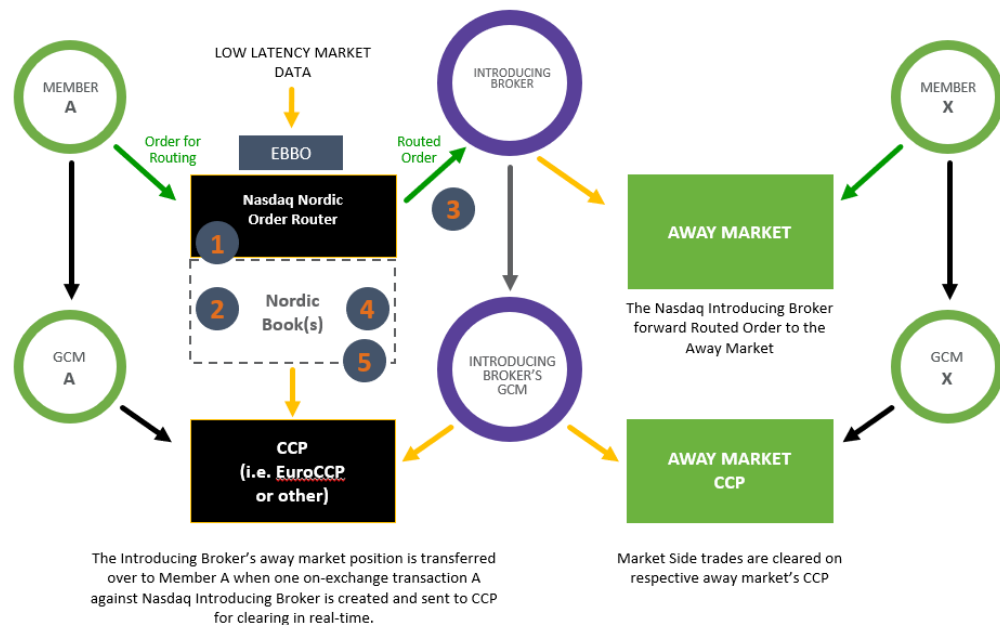 LOW LATENCY MARKET
DATA
MEMBER
A
INTRODUCING
BROKER
MEMBER
X
Order for
Routing
EBBO
Routed
Order
Nasdaq Nordic
Order Router
3
AWAY MARKET
1
2
Nordic
Book(s)
4
5
The Nasdaq Introducing Broker
forward Routed Order to the
Away Market
GCM
A
INTRODUCING
BROKER'S
GCM
GCM
X
CCP
(i.e. EuroCCP
or other)
AWAY MARKET
CCP
The Introducing Broker's away market position is transferred
over to Member A when one on-exchange transaction A
against Nasdaq Introducing Broker is created and sent to CCP
for clearing in real-time.
Market Side trades are cleared on
respective away market's CCP